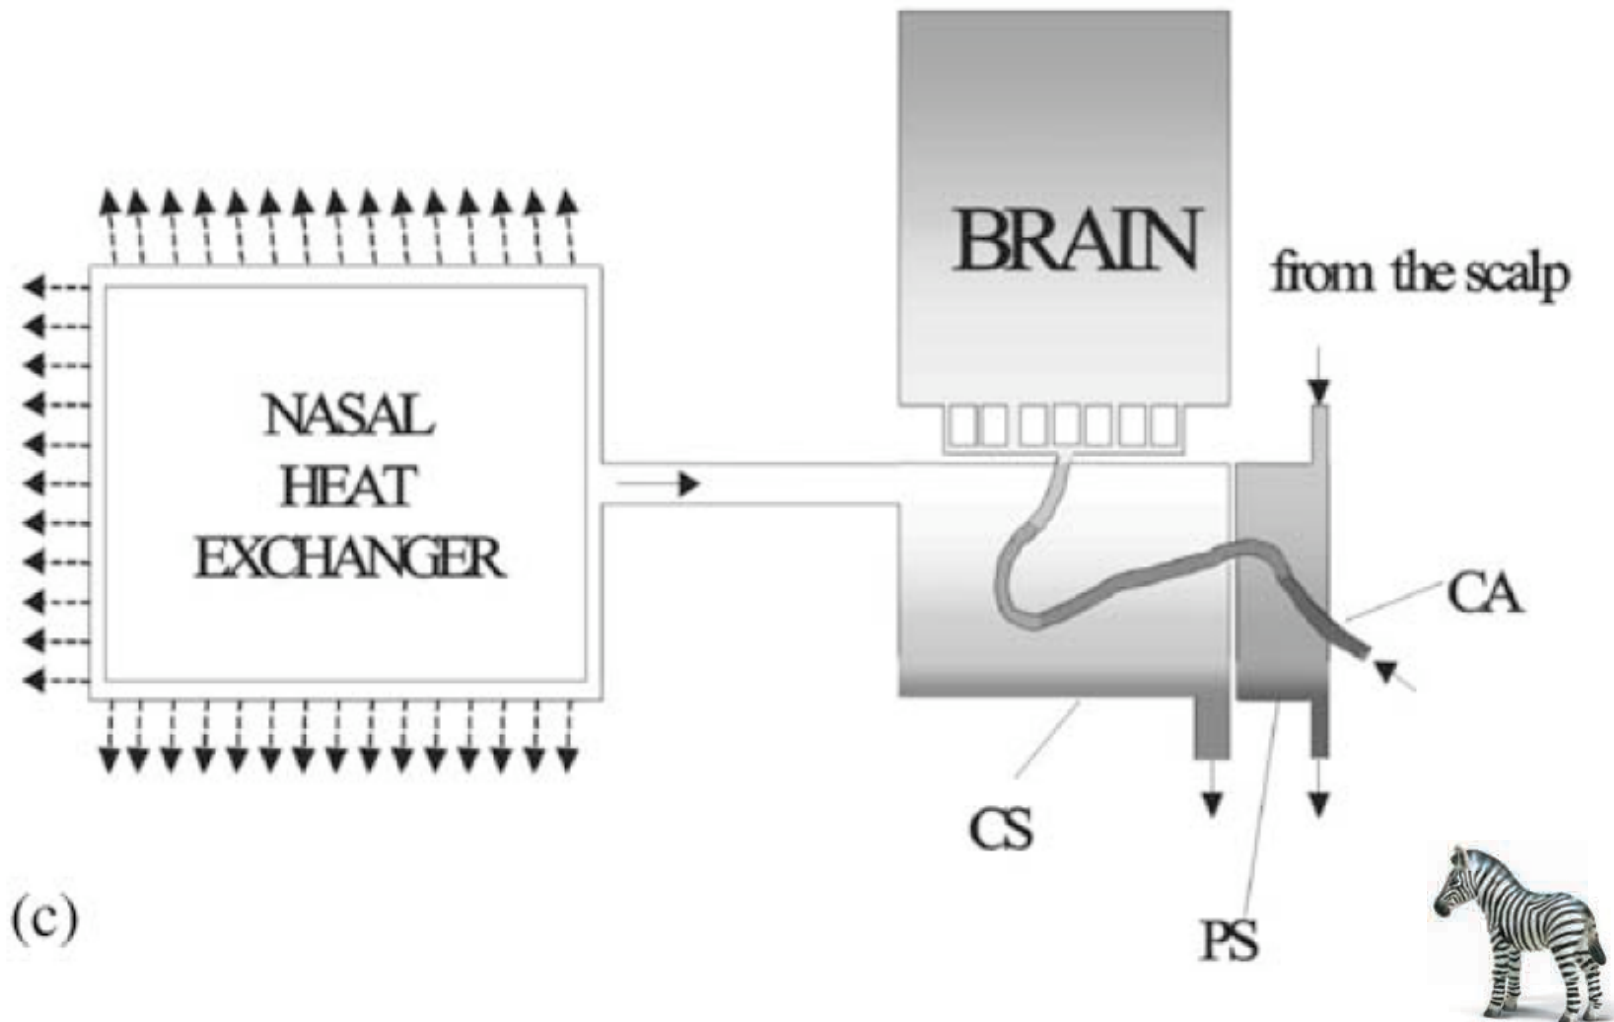 BRAIN
from the scalp
NASAL
HEAT
EXCHANGER
CA
CS
(c)
PS